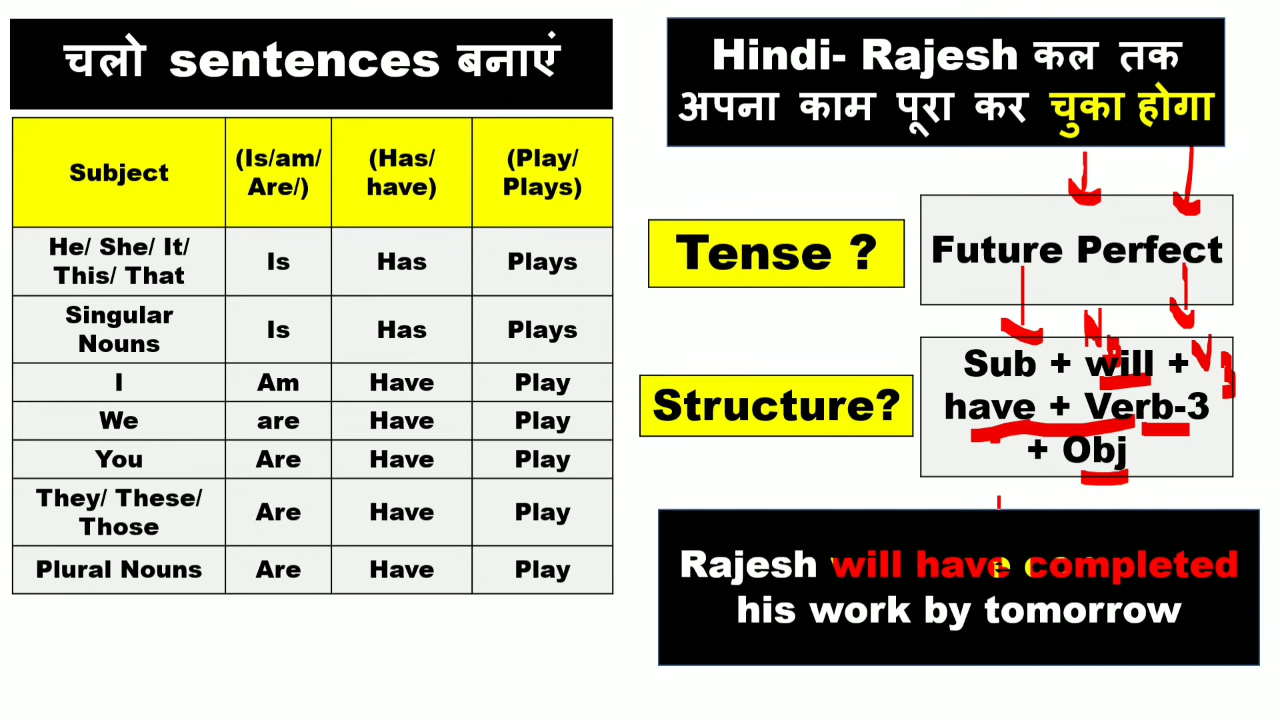 चलो sentences बनाएं
Subject
(Is/am/
Are/)
(Has/
have)
(Play/
Plays)
He/ She/ It/
This/ That
Is
Has
Plays
Singular
Nouns
Is
Has
Plays
I
Am
Have
Play
We
are
Have
Play
You
Are
Have
Play
They/ These/
Those
Are
Have
Play
Plural Nouns
Are
Have
Play
Hindi- Rajesh कल तक
अपना काम पूरा कर चुका होगा
Tense ?
Future Perfect
Structure?
Sub + will +
have + Verb-3
+ Obj
V3
Rajesh will have completed
his work by tomorrow